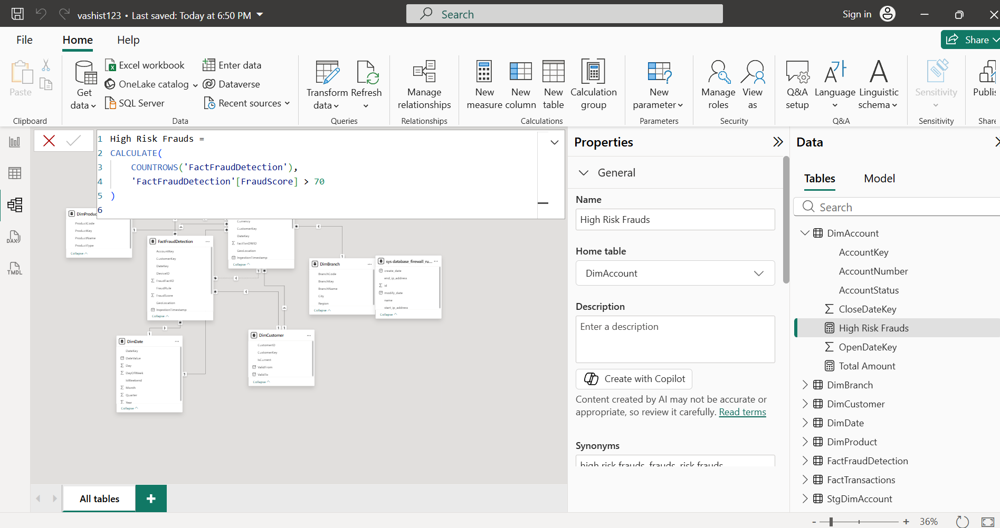 vashist123 • Last saved: Today at 6:50 PM
Search
Sign in
File
Home
Help
Share
Paste
Clipboard
Get data
Excel workbook
OneLake catalog
SQL Server
Enter data
Dataverse
Recent sources
Data
Transform data
Refresh
Queries
Manage relationships
Relationships
New measure
New column
New table
Calculation group
Calculations
New parameter
Parameters
Manage roles
View as
Security
Q&A setup
Language
Linguistic schema
Q&A
Sensitivity
Sensitivity
Publis
Share
DAX
TMDL
1 High Risk Frauds =
2 CALCULATE(
3 COUNTROWS('FactFraudDetection'),
4 'FactFraudDetection'[FraudScore] > 70
5 )
6
DimProduc
ProductCode
ProductKey
ProductName
ProductType
Collapse
1
FactFraudDetection
AccountKey
CustomerKey
DateKey
DeviceID
FraudFactID
FraudRule
FraudScore
GeoLocation
IngestionTimestamp
Collapse
Currency
CustomerKey
DateKey
FactTxnDWID
GeoLocation
IngestionTimestamp
Collapse
1
DimBranch
BranchCode
BranchKey
BranchName
City
Region
Collapse
1
sys database_firewall_ru...
create_date
end_ip_address
id
modify_date
name
start_ip_address
Collapse
1
DimDate
DateKey
DateValue
Day
DayOfWeek
IsWeekend
Month
Quarter
Year
Collapse
1
1 1
DimCustomer
CustomerID
CustomerKey
IsCurrent
ValidFrom
ValidTo
Collapse
All tables
Properties
General
Name
High Risk Frauds
Home table
DimAccount
Description
Enter a description
Create with Copilot
Content created by AI may not be accurate or
appropriate, so review it carefully. Read terms
Synonyms
high risk frauds, frauds, risk frauds
Data
Tables
Model
Search
DimAccount
AccountKey
AccountNumber
AccountStatus
CloseDateKey
High Risk Frauds
OpenDateKey
Total Amount
DimBranch
DimCustomer
DimDate
DimProduct
FactFraudDetection
FactTransactions
StgDimAccount
- + 36%